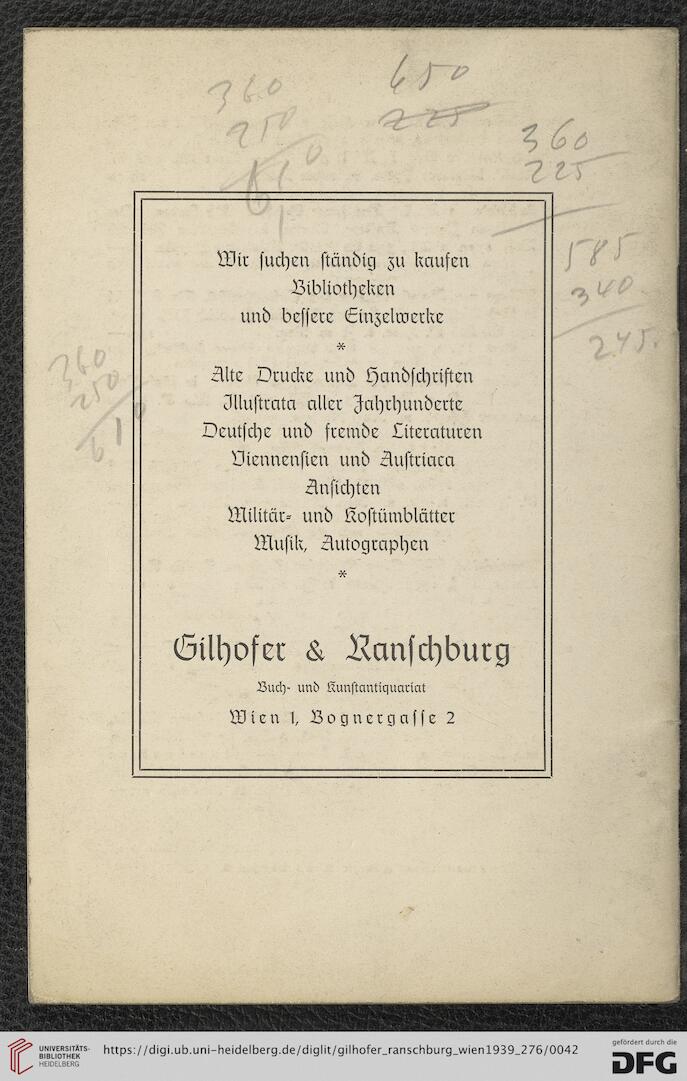 360
250
610
650
225
360
225
585
340
245.
Wir suchen ständig zu kaufen
Bibliotheken
und bessere Einzelwerke
*
360
250
610
Alte Drucke und Handschriften
Illustrata aller Jahrhunderte
Deutsche und fremde Literaturen
Viennensien und Austriaca
Ansichten
Militär- und Kostümblätter
Musik, Autographen
*
Gilhofer & Ranschburg
Buch- und Kunstantiquariat
Wien 1, Bognergasse 2
UNIVERSITÄTS-
BIBLIOTHEK
HEIDELBERG
https://digi.ub.uni-heidelberg.de/diglit/gilhofer_ranschburg_wien1939_276/0042
gefördert durch die
DFG